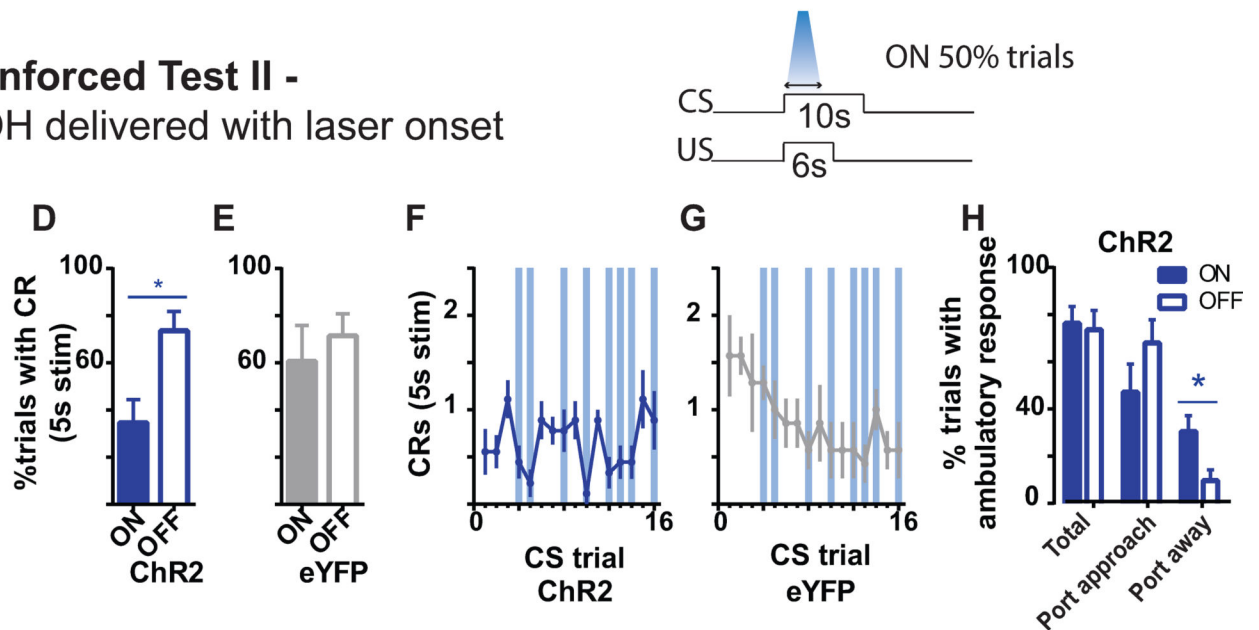 nforced Test II -
OH delivered with laser onset
ON 50% trials
CS
10s
US
6s
D
%trials with CR
(5s stim)
100
60
*
ON
OFF
ChR2
E
100
60
ON
OFF
eYFP
F
CRs (5s stim)
2
1
0
16
CS trial
ChR2
G
2
1
0
16
CS trial
eYFP
H
ChR2
% trials with
ambulatory response
100
40
0
ON
OFF
*
Total
Port approach
Port away